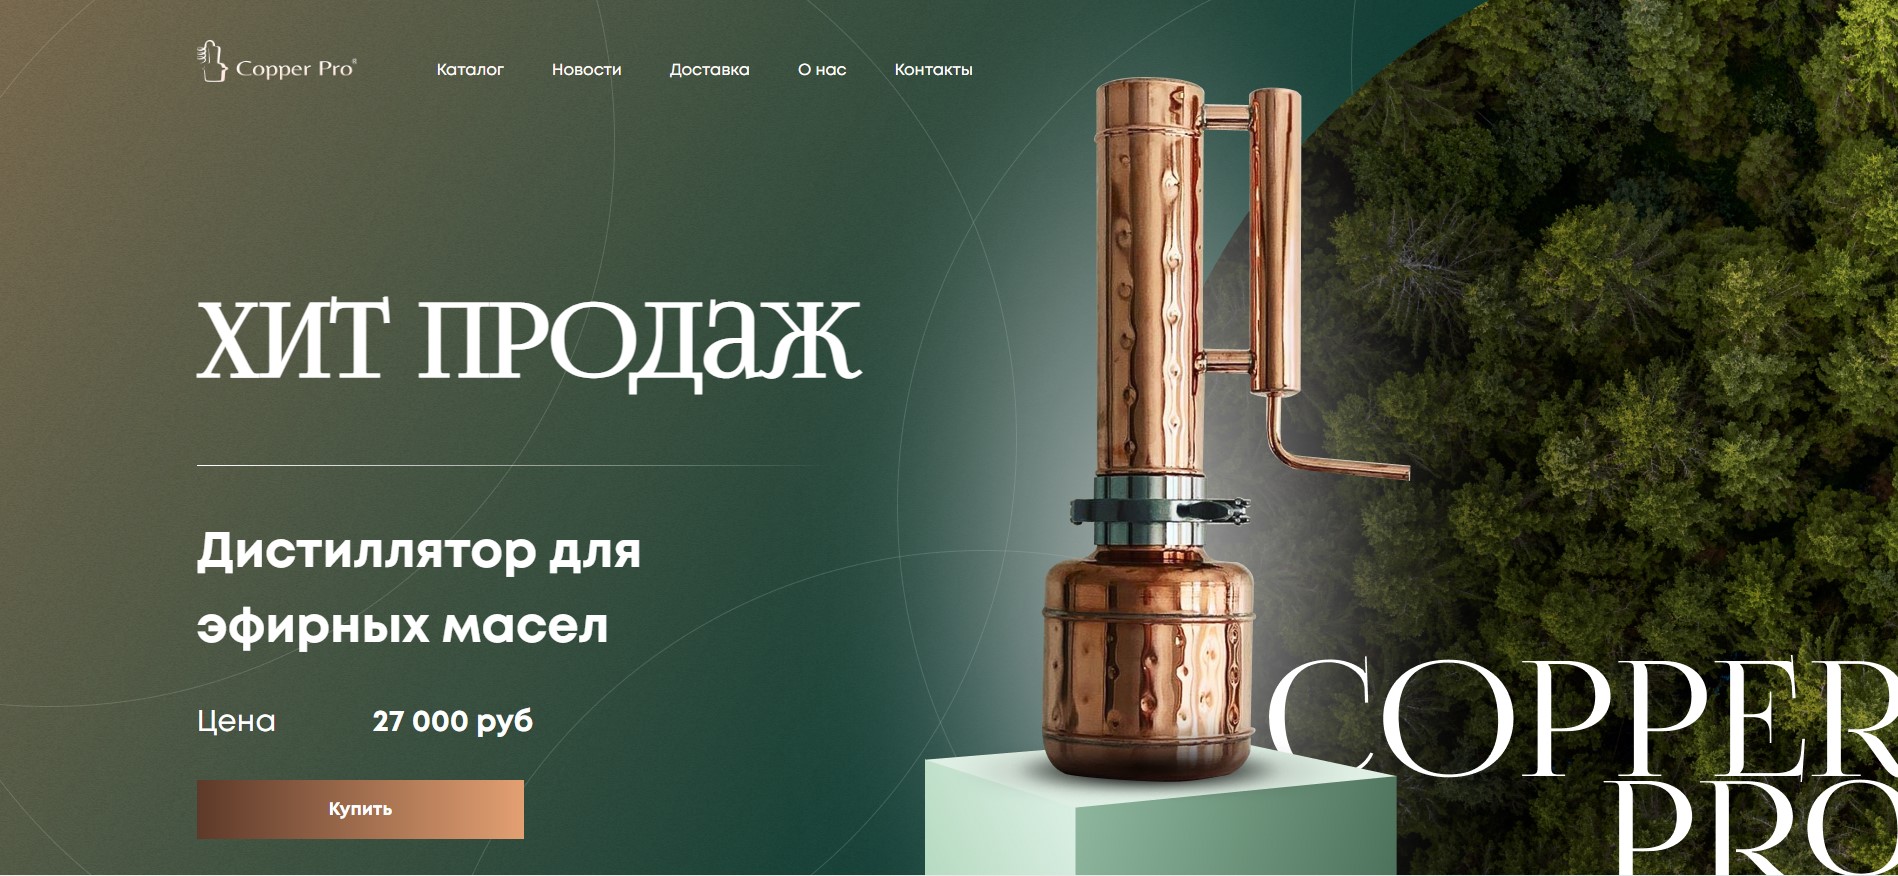 Copper Pro®
Каталог Новости Доставка О нас Контакты
ХИТ ПРОДаЖ
Дистиллятор для
эфирных масел
Цена 27 000 руб
Купить
COPPER
PRO